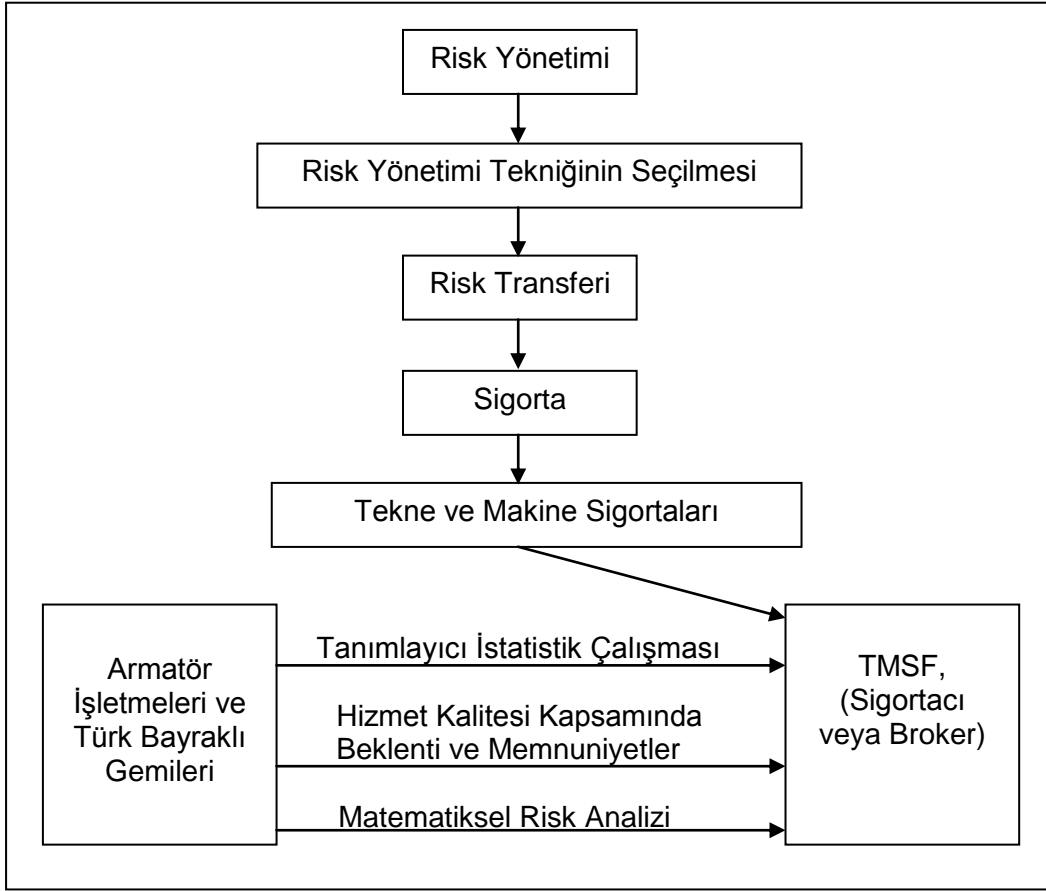 Risk Yönetimi
Risk Yönetimi Tekniğinin Seçilmesi
Risk Transferi
Sigorta
Tekne ve Makine Sigortaları
Armatör
İşletmeleri ve
Türk Bayraklı
Gemileri
Tanımlayıcı İstatistik Çalışması
Hizmet Kalitesi Kapsamında
Beklenti ve Memnuniyetler
Matematiksel Risk Analizi
TMSF,
(Sigortacı
veya Broker)